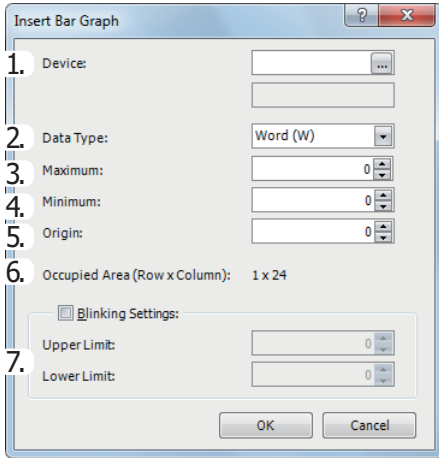 Insert Bar Graph ?
1. Device: ...
2. Data Type: Word (W)
3. Maximum: 0
4. Minimum: 0
5. Origin: 0
6. Occupied Area (Row x Column): 1 x 24
Blinking Settings:
Upper Limit: 0
7.
Lower Limit: 0
OK Cancel